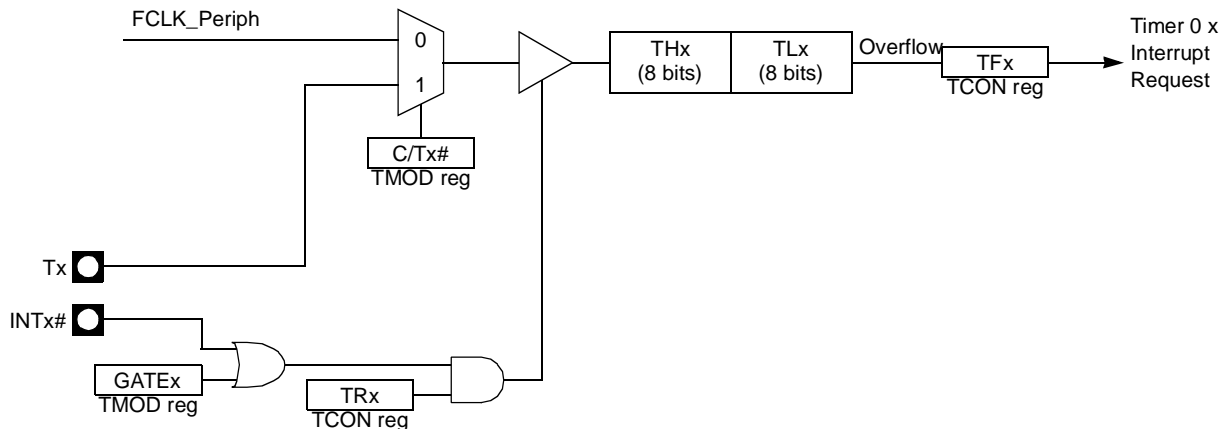 FCLK_Periph
0
1
THx
(8 bits)
TLx
(8 bits)
Overflow
TFx
TCON reg
Timer 0 x
Interrupt
Request
C/Tx#
TMOD reg
Tx
INTx#
GATEx
TMOD reg
TRx
TCON reg